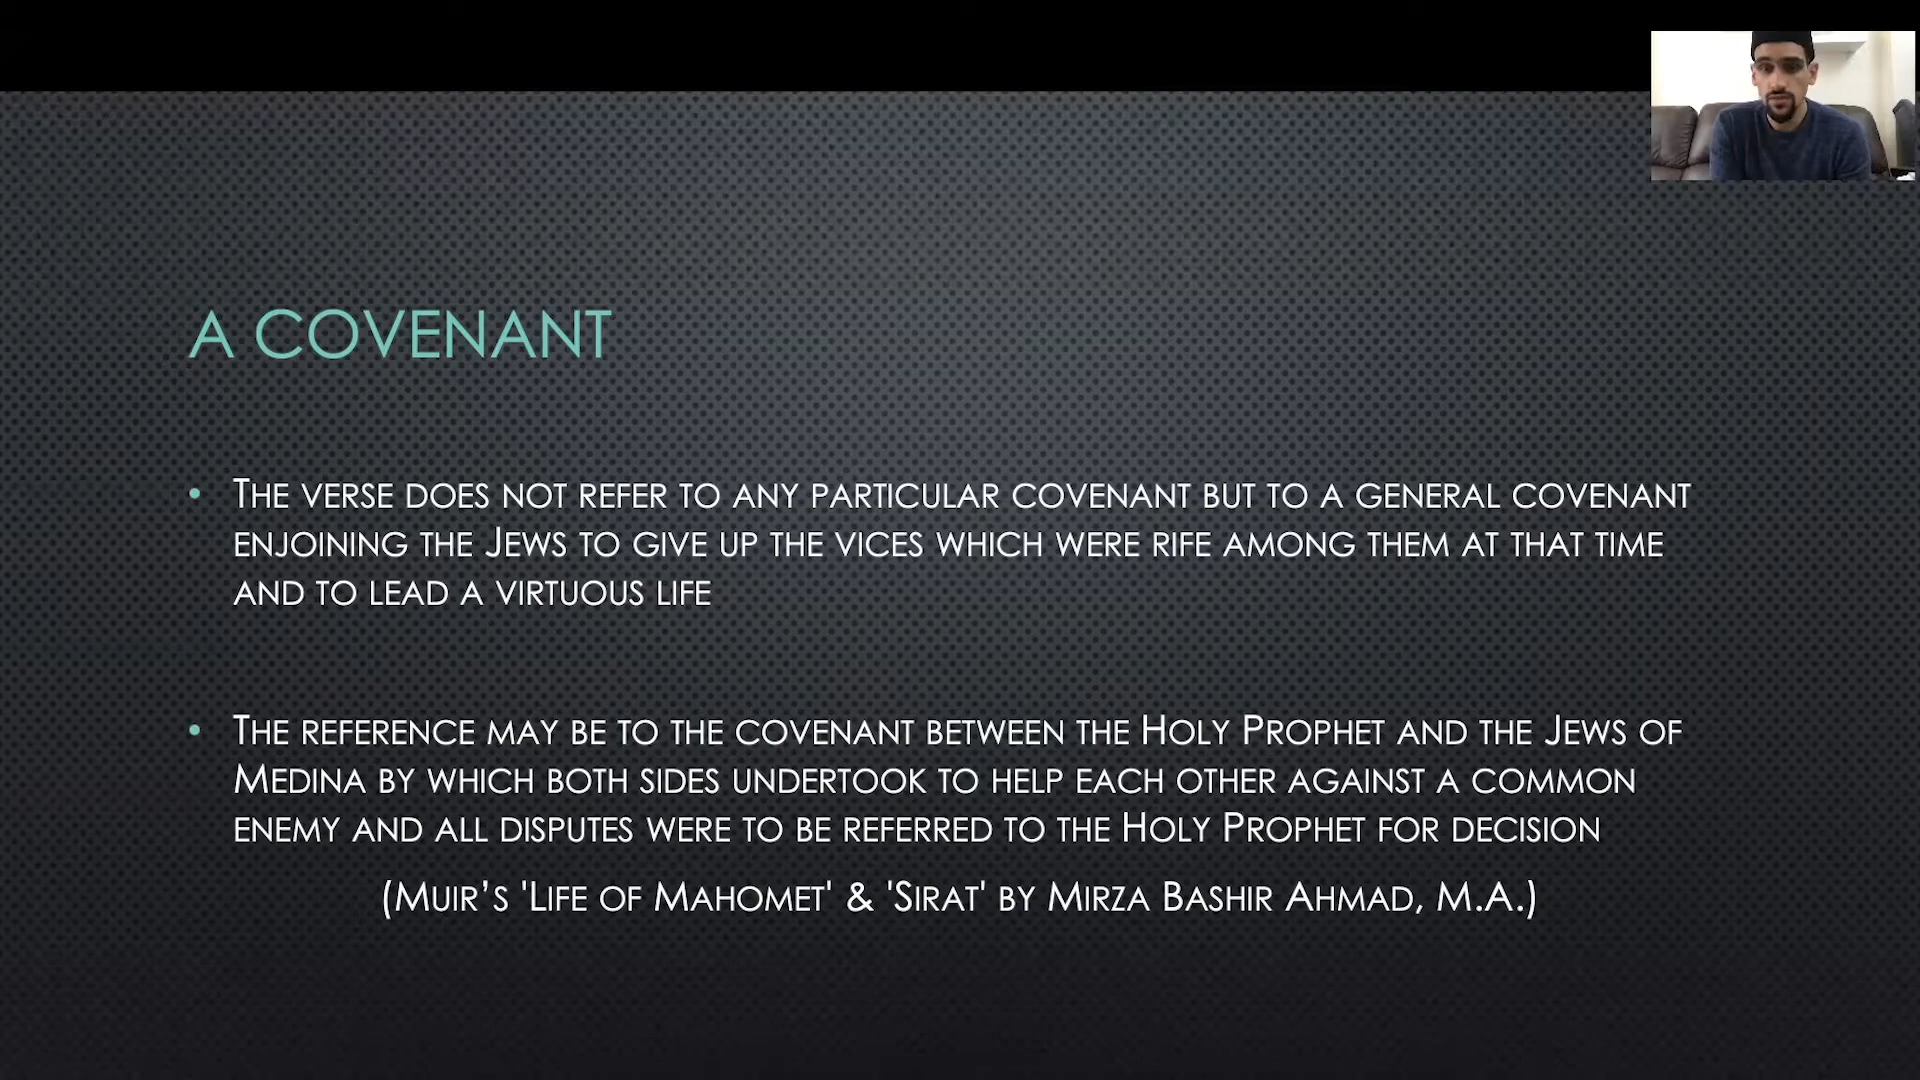 A COVENANT
• THE VERSE DOES NOT REFER TO ANY PARTICULAR COVENANT BUT TO A GENERAL COVENANT
ENJOINING THE JEWS TO GIVE UP THE VICES WHICH WERE RIFE AMONG THEM AT THAT TIME
AND TO LEAD A VIRTUOUS LIFE
• THE REFERENCE MAY BE TO THE COVENANT BETWEEN THE HOLY PROPHET AND THE JEWS OF
MEDINA BY WHICH BOTH SIDES UNDERTOOK TO HELP EACH OTHER AGAINST A COMMON
ENEMY AND ALL DISPUTES WERE TO BE REFERRED TO THE HOLY PROPHET FOR DECISION
(MUIR’S 'LIFE OF MAHOMET' & 'SIRAT' BY MIRZA BASHIR AHMAD, M.A.)